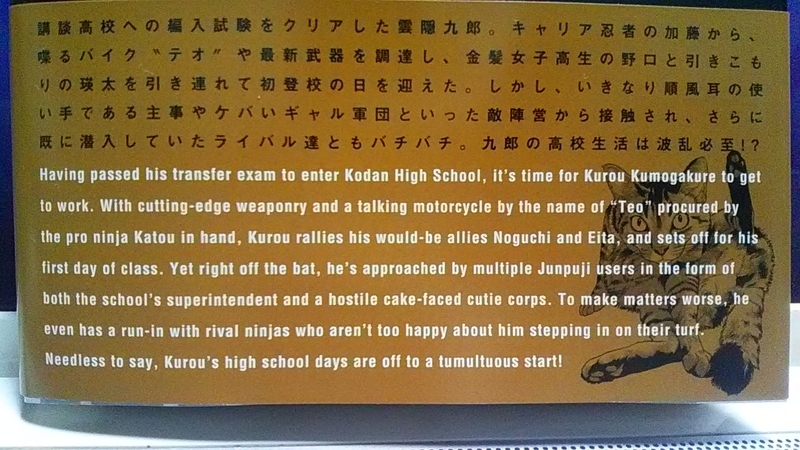 講談高校への編入試験をクリアした雲隠九郎。キャリア忍者の加藤から、
喋るバイク〝テオ〟や最新武器を調達し、金髪女子高生の野口と引きこも
りの瑛太を引き連れて初登校の日を迎えた。しかし、いきなり順風耳の使
い手である主事やケバいギャル軍団といった敵陣営から接触され、さらに
既に潜入していたライバル達ともバチバチ。九郎の高校生活は波乱必至!?
Having passed his transfer exam to enter Kodan High School, it's time for Kurou Kumogakure to get
to work. With cutting-edge weaponry and a talking motorcycle by the name of "Teo" procured by
the pro ninja Katou in hand, Kurou rallies his would-be allies Noguchi and Eita, and sets off for his
first day of class. Yet right off the bat, he's approached by multiple Junpuji users in the form of
both the school's superintendent and a hostile cake-faced cutie corps. To make matters worse, he
even has a run-in with rival ninjas who aren't too happy about him stepping in on their turf.
Needless to say, Kurou's high school days are off to a tumultuous start!